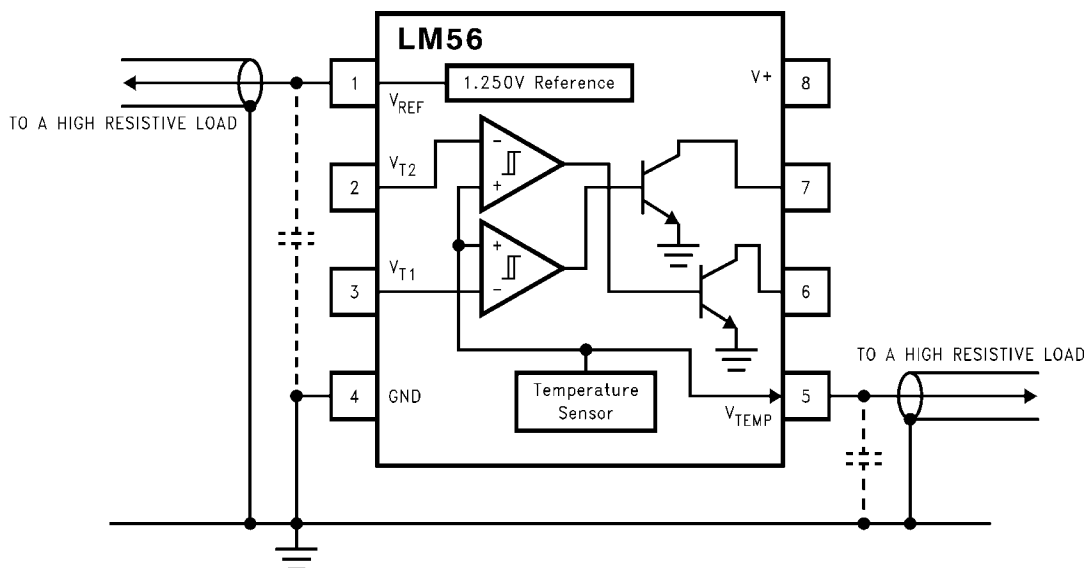 LM56
1 1.250V Reference V+ 8
VREF
TO A HIGH RESISTIVE LOAD
VT2
2 - 7
+
VT1 +
3 - 6
TO A HIGH RESISTIVE LOAD
4 GND Temperature 5
Sensor VTEMP